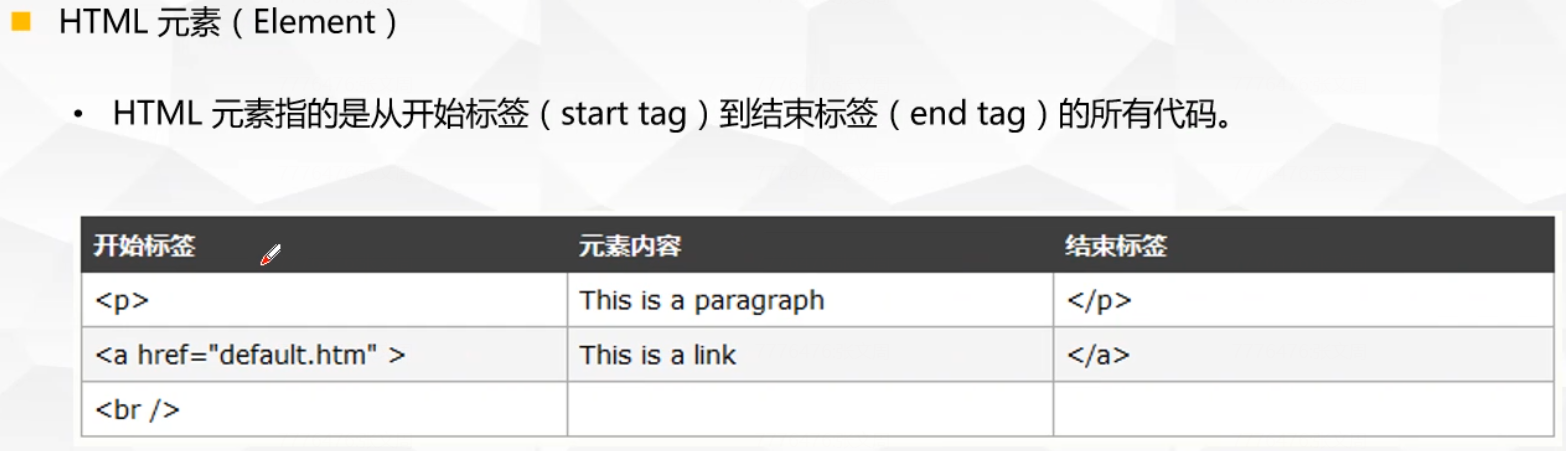 HTML 元素（Element）
• HTML 元素指的是从开始标签（start tag）到结束标签（end tag）的所有代码。
开始标签 元素内容 结束标签
<p> This is a paragraph </p>
<a href="default.htm" > This is a link </a>
<br />